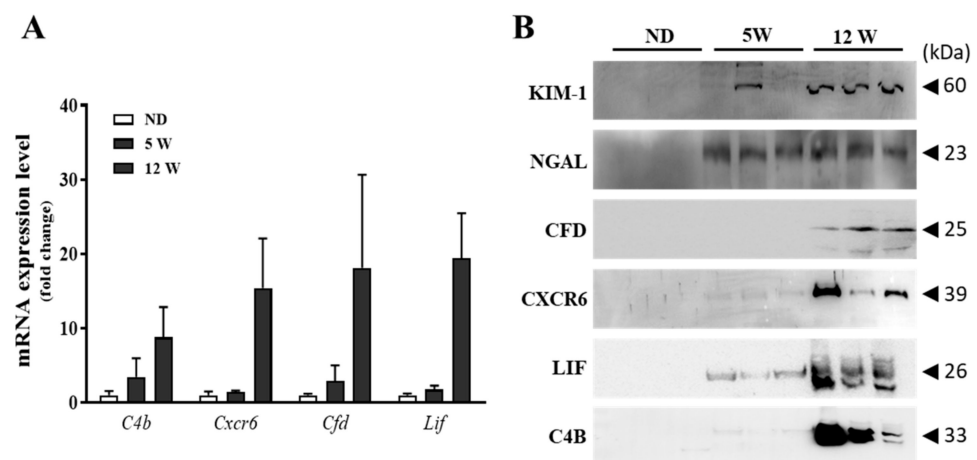 A
mRNA expression level
(fold change)
40
30
20
10
0
ND
5 W
12 W
C4b
Cxcr6
Cfd
Lif
B
ND
5W
12 W
(kDa)
KIM-1
60
NGAL
23
CFD
25
CXCR6
39
LIF
26
C4B
33